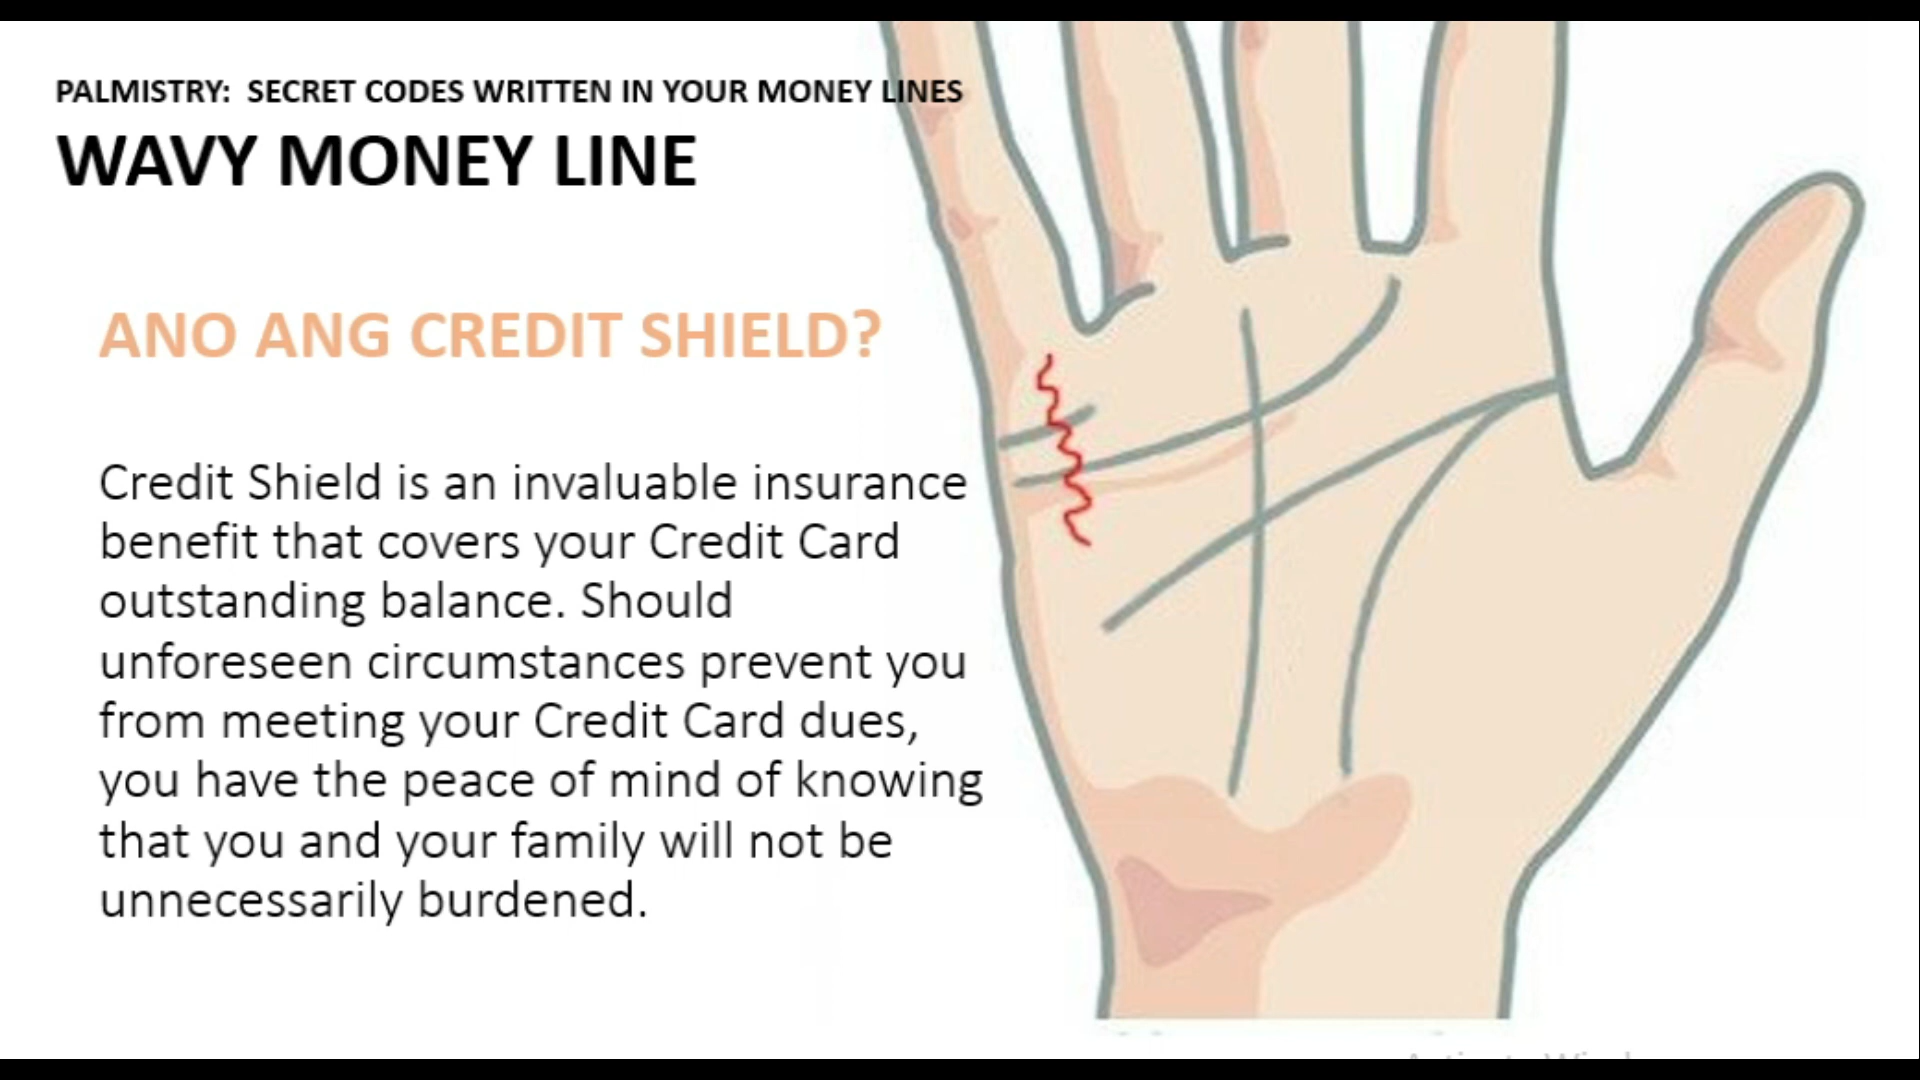 PALMISTRY: SECRET CODES WRITTEN IN YOUR MONEY LINES
WAVY MONEY LINE
ANO ANG CREDIT SHIELD?
Credit Shield is an invaluable insurance
benefit that covers your Credit Card
outstanding balance. Should
unforeseen circumstances prevent you
from meeting your Credit Card dues,
you have the peace of mind of knowing
that you and your family will not be
unnecessarily burdened.